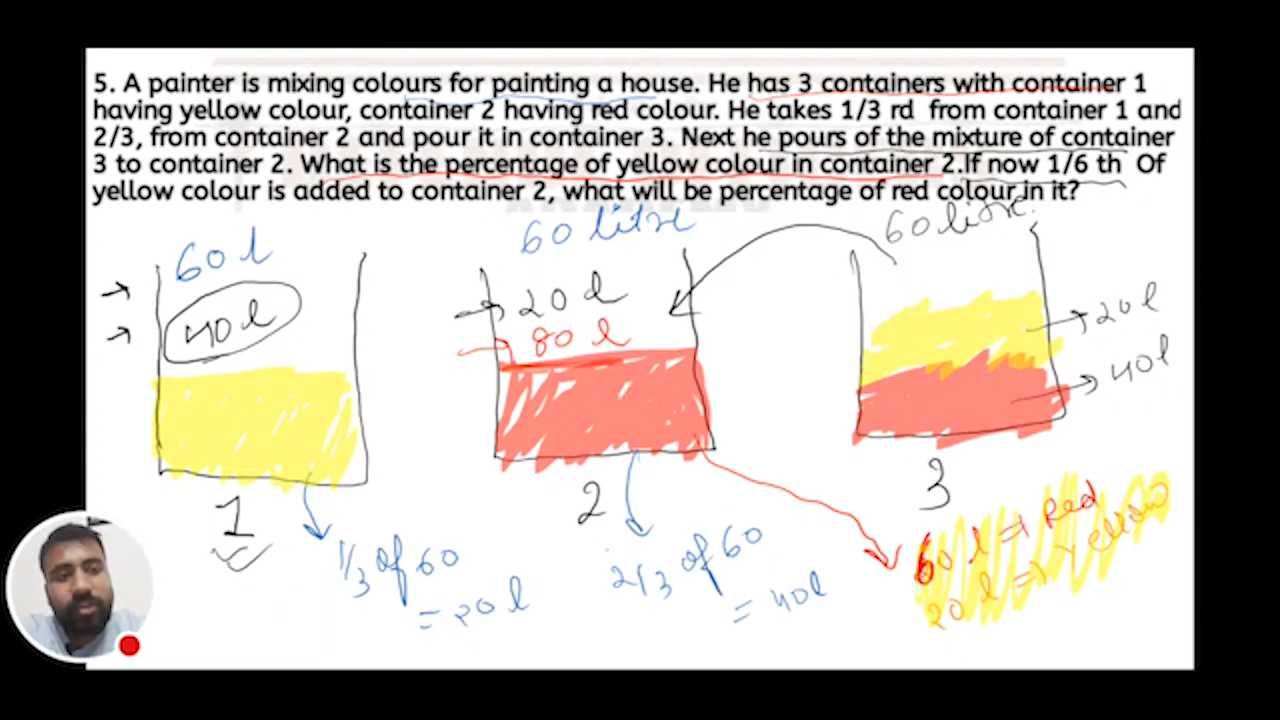 5. A painter is mixing colours for painting a house. He has 3 containers with container 1
having yellow colour, container 2 having red colour. He takes 1/3 rd from container 1 and
2/3, from container 2 and pour it in container 3. Next he pours of the mixture of container
3 to container 2. What is the percentage of yellow colour in container 2.If now 1/6 th Of
yellow colour is added to container 2, what will be percentage of red colour in it?
60 l
60 litre
60 litre.
40 l
20 l
80 l
20 l
40 l
1
2
3
1/3 of 60
= 20 l
2/3 of 60
= 40l
60 l ⇒ Red
20 l ⇒ Yellow